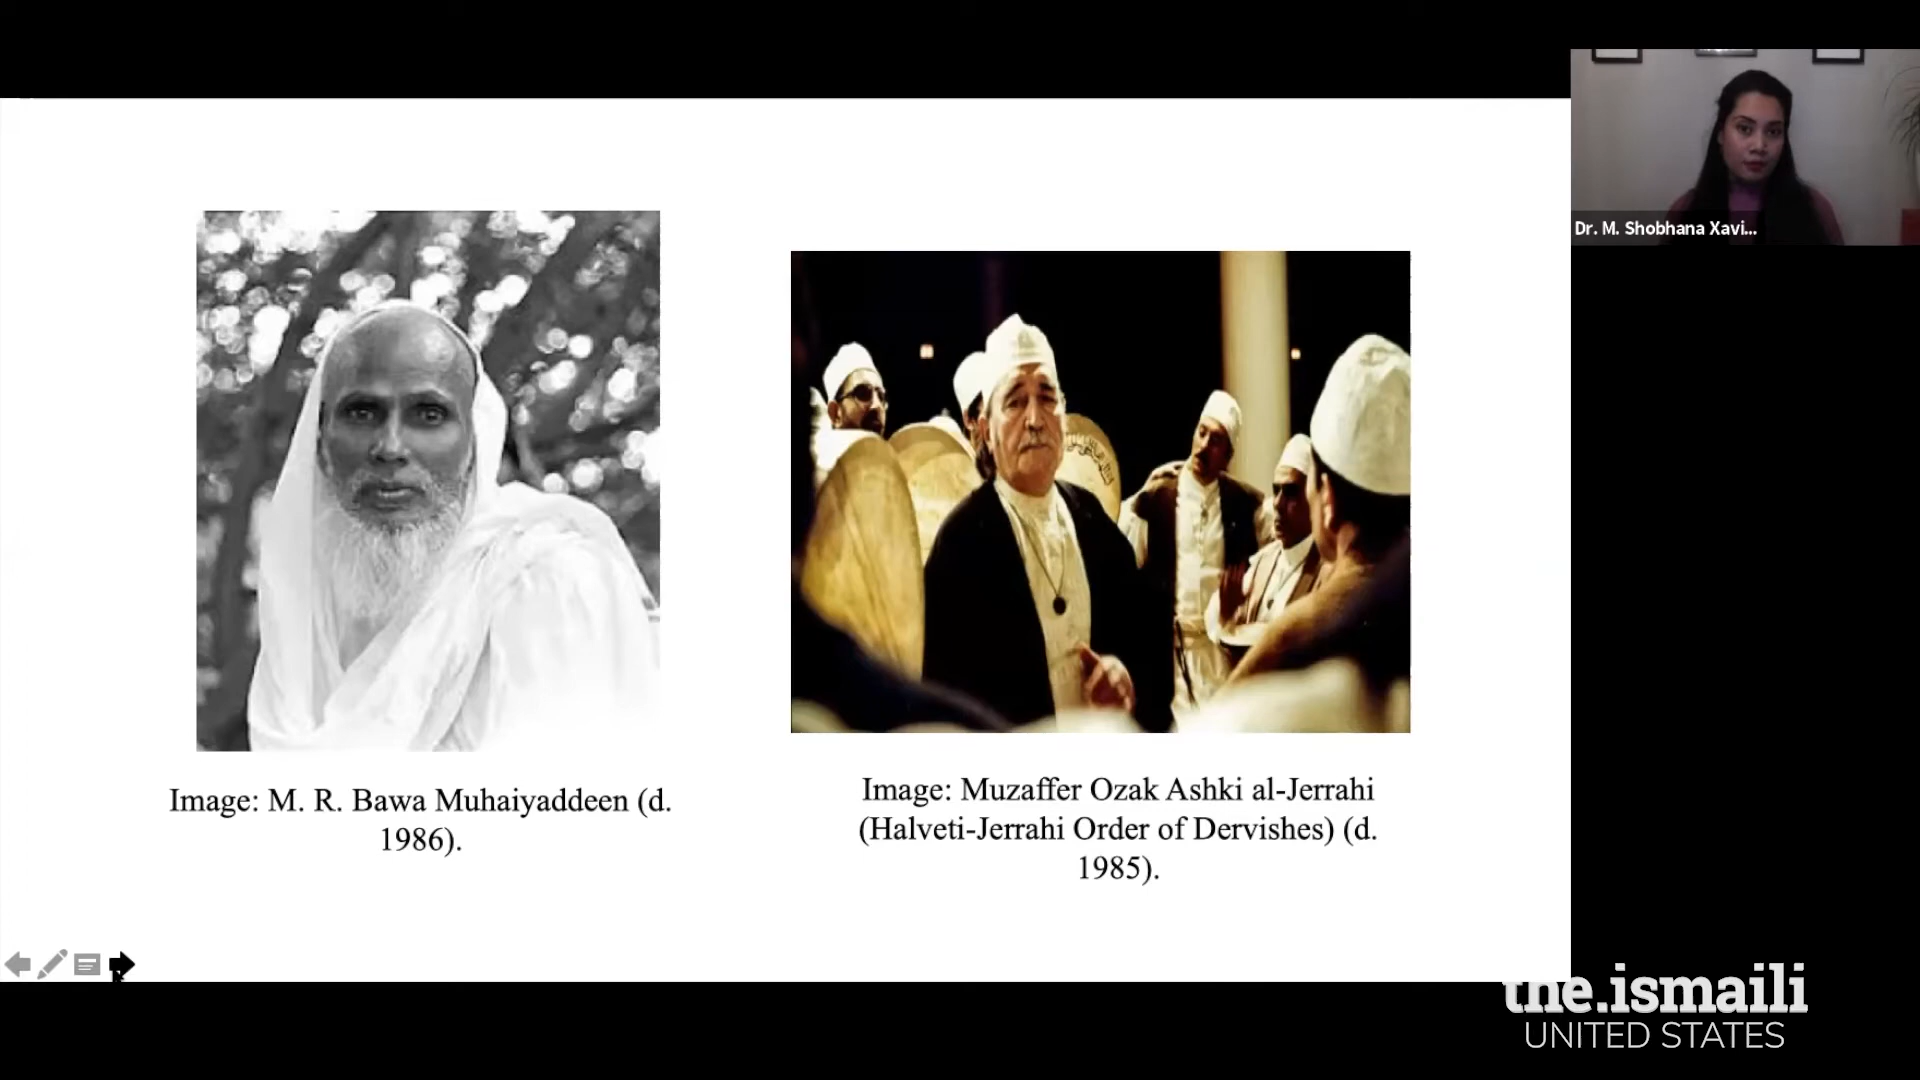 Dr. M. Shobhana Xavi...
Image: M. R. Bawa Muhaiyaddeen (d.
1986).
Image: Muzaffer Ozak Ashki al-Jerrahi
(Halveti-Jerrahi Order of Dervishes) (d.
1985).
the.ismaili
UNITED STATES